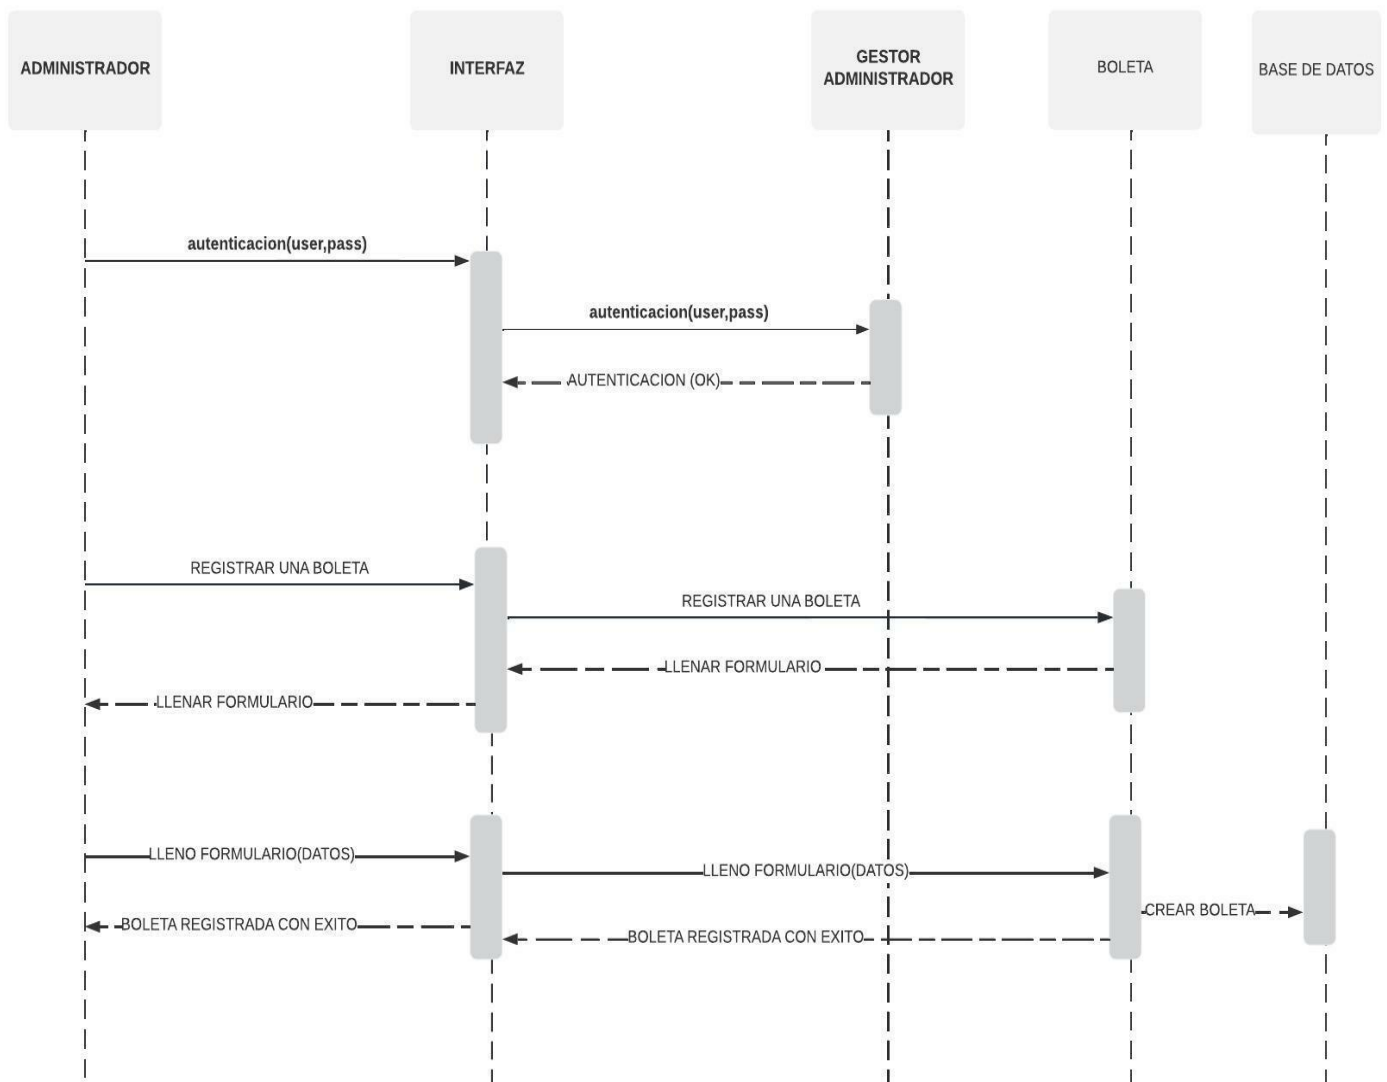 ADMINISTRADOR
INTERFAZ
GESTOR
ADMINISTRADOR
BOLETA
BASE DE DATOS
autenticacion(user,pass)
autenticacion(user,pass)
AUTENTICACION (OK)
REGISTRAR UNA BOLETA
REGISTRAR UNA BOLETA
LLENAR FORMULARIO
LLENAR FORMULARIO
LLENO FORMULARIO(DATOS)
LLENO FORMULARIO(DATOS)
CREAR BOLETA
BOLETA REGISTRADA CON EXITO
BOLETA REGISTRADA CON EXITO